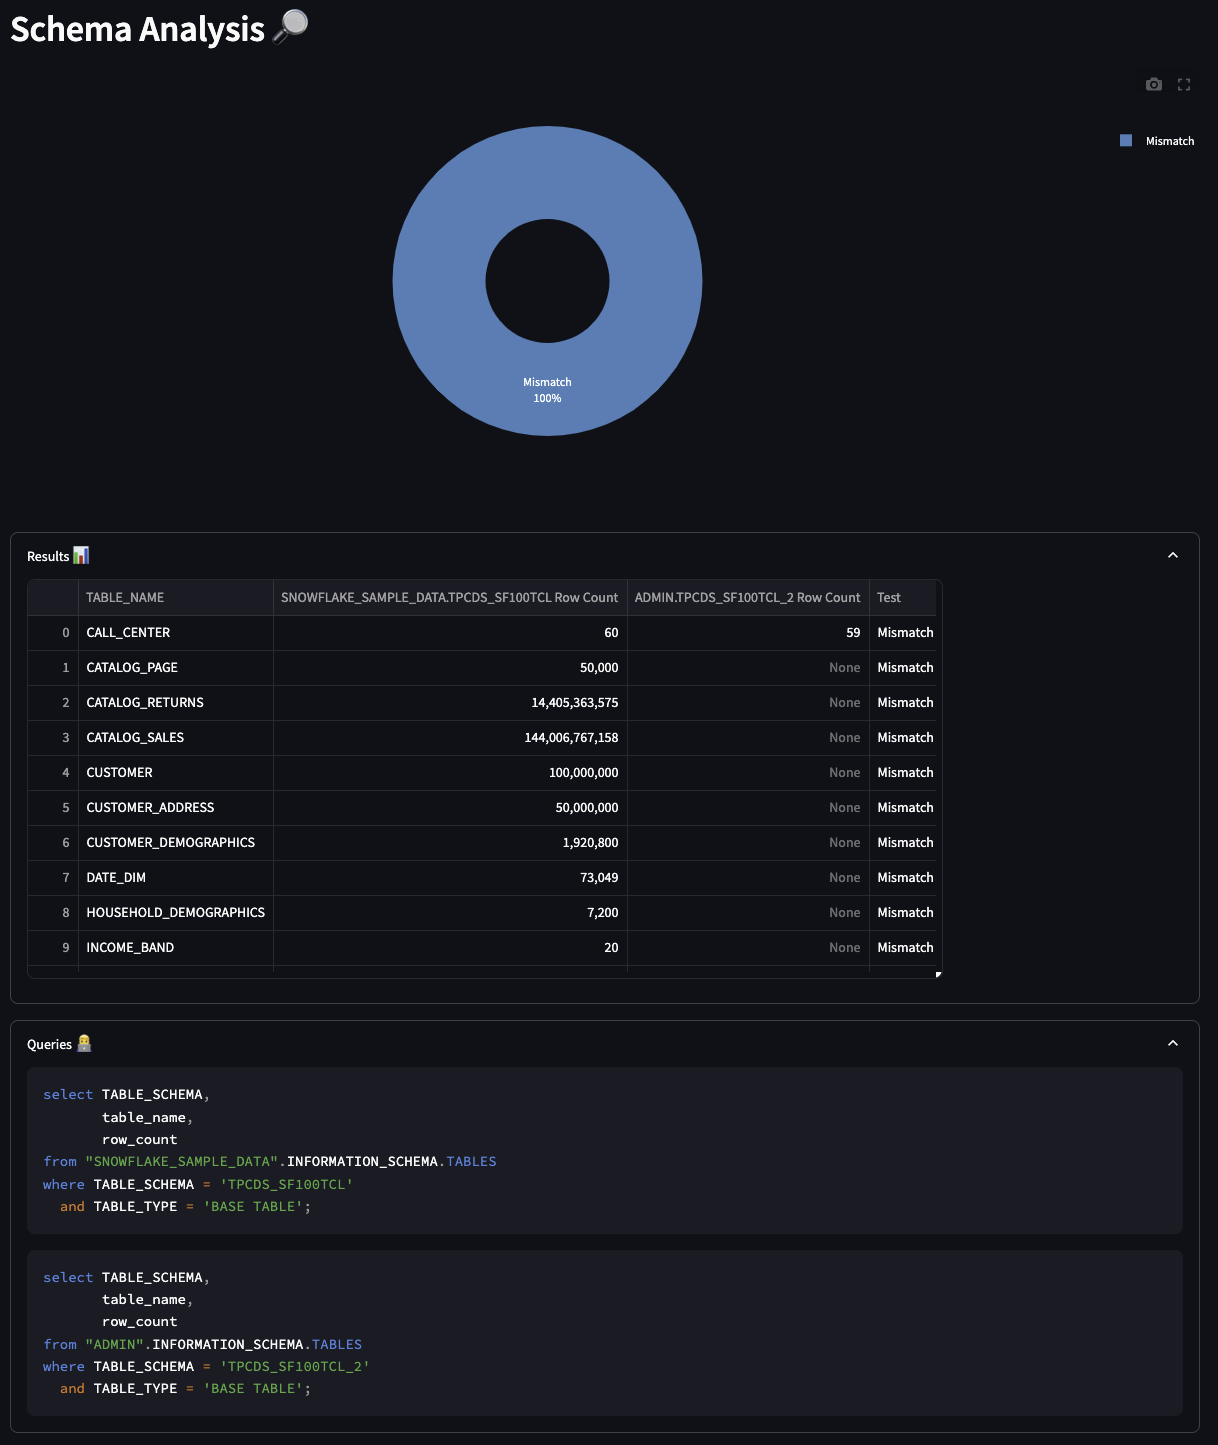 Schema Analysis 🔎
Mismatch
Mismatch
100%
Results 📊
TABLE_NAME SNOWFLAKE_SAMPLE_DATA.TPCDS_SF100TCL Row Count ADMIN.TPCDS_SF100TCL_2 Row Count Test
0 CALL_CENTER 60 59 Mismatch
1 CATALOG_PAGE 50,000 None Mismatch
2 CATALOG_RETURNS 14,405,363,575 None Mismatch
3 CATALOG_SALES 144,006,767,158 None Mismatch
4 CUSTOMER 100,000,000 None Mismatch
5 CUSTOMER_ADDRESS 50,000,000 None Mismatch
6 CUSTOMER_DEMOGRAPHICS 1,920,800 None Mismatch
7 DATE_DIM 73,049 None Mismatch
8 HOUSEHOLD_DEMOGRAPHICS 7,200 None Mismatch
9 INCOME_BAND 20 None Mismatch
Queries 👩‍💻
select TABLE_SCHEMA,
table_name,
row_count
from "SNOWFLAKE_SAMPLE_DATA".INFORMATION_SCHEMA.TABLES
where TABLE_SCHEMA = 'TPCDS_SF100TCL'
and TABLE_TYPE = 'BASE TABLE';
select TABLE_SCHEMA,
table_name,
row_count
from "ADMIN".INFORMATION_SCHEMA.TABLES
where TABLE_SCHEMA = 'TPCDS_SF100TCL_2'
and TABLE_TYPE = 'BASE TABLE';